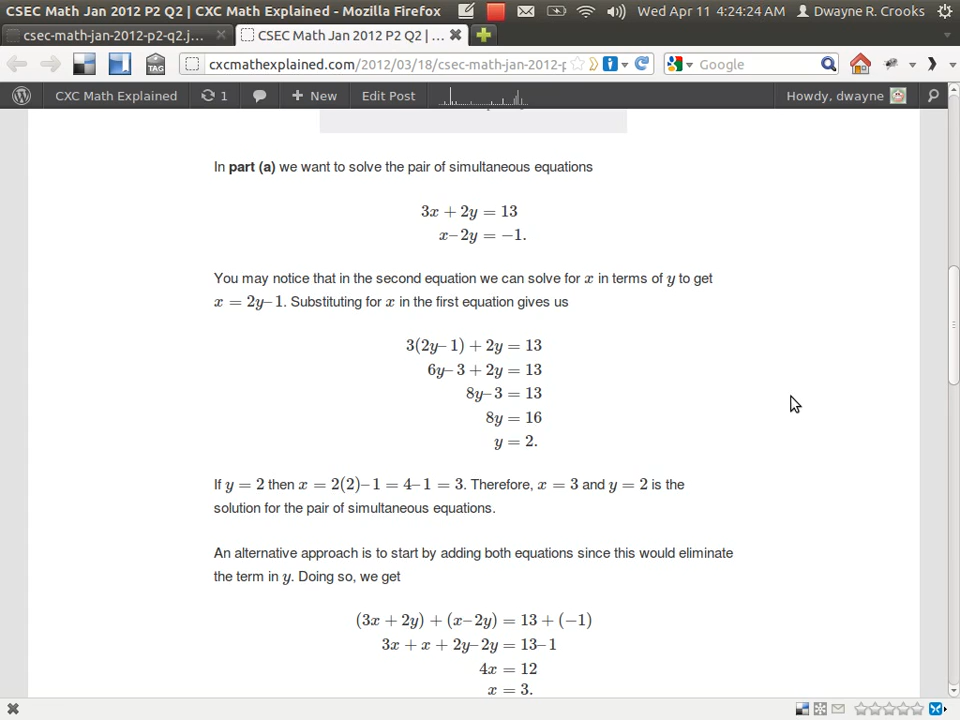 CSEC Math Jan 2012 P2 Q2 | CXC Math Explained - Mozilla Firefox Wed Apr 11 4:24:24 AM Dwayne R. Crooks
csec-math-jan-2012-p2-q2.j... CSEC Math Jan 2012 P2 Q2 | ...
TAG cxcmathexplained.com/2012/03/18/csec-math-jan-2012-p Google
CXC Math Explained 1 + New Edit Post Howdy, dwayne
In part (a) we want to solve the pair of simultaneous equations
3x + 2y = 13
x–2y = −1.
You may notice that in the second equation we can solve for x in terms of y to get
x = 2y–1. Substituting for x in the first equation gives us
3(2y–1) + 2y = 13
6y–3 + 2y = 13
8y–3 = 13
8y = 16
y = 2.
If y = 2 then x = 2(2)–1 = 4–1 = 3. Therefore, x = 3 and y = 2 is the
solution for the pair of simultaneous equations.
An alternative approach is to start by adding both equations since this would eliminate
the term in y. Doing so, we get
(3x + 2y) + (x–2y) = 13 + (−1)
3x + x + 2y–2y = 13–1
4x = 12
x = 3.